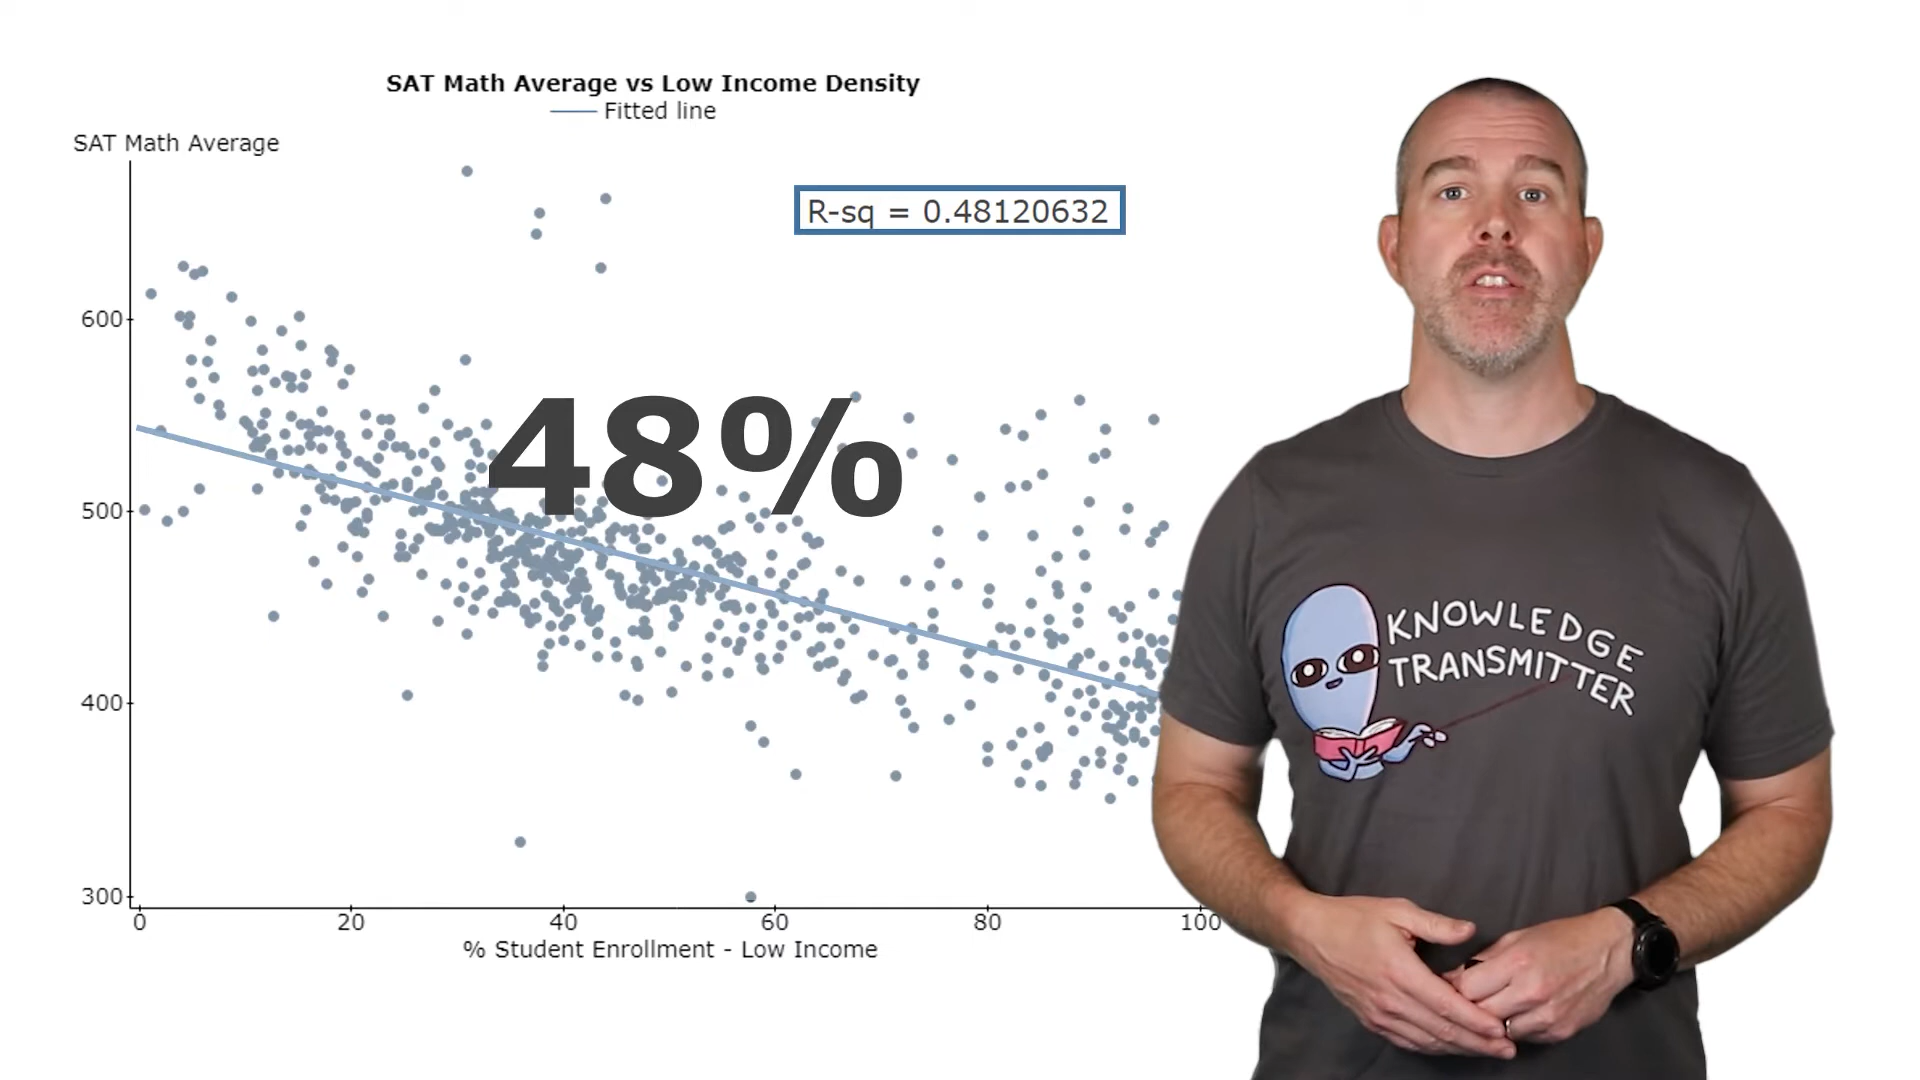 SAT Math Average vs Low Income Density
Fitted line
SAT Math Average
R-sq = 0.48120632
600
48%
500
400
300
0 20 40 60 80 100
% Student Enrollment - Low Income
KNOWLEDGE
TRANSMITTER